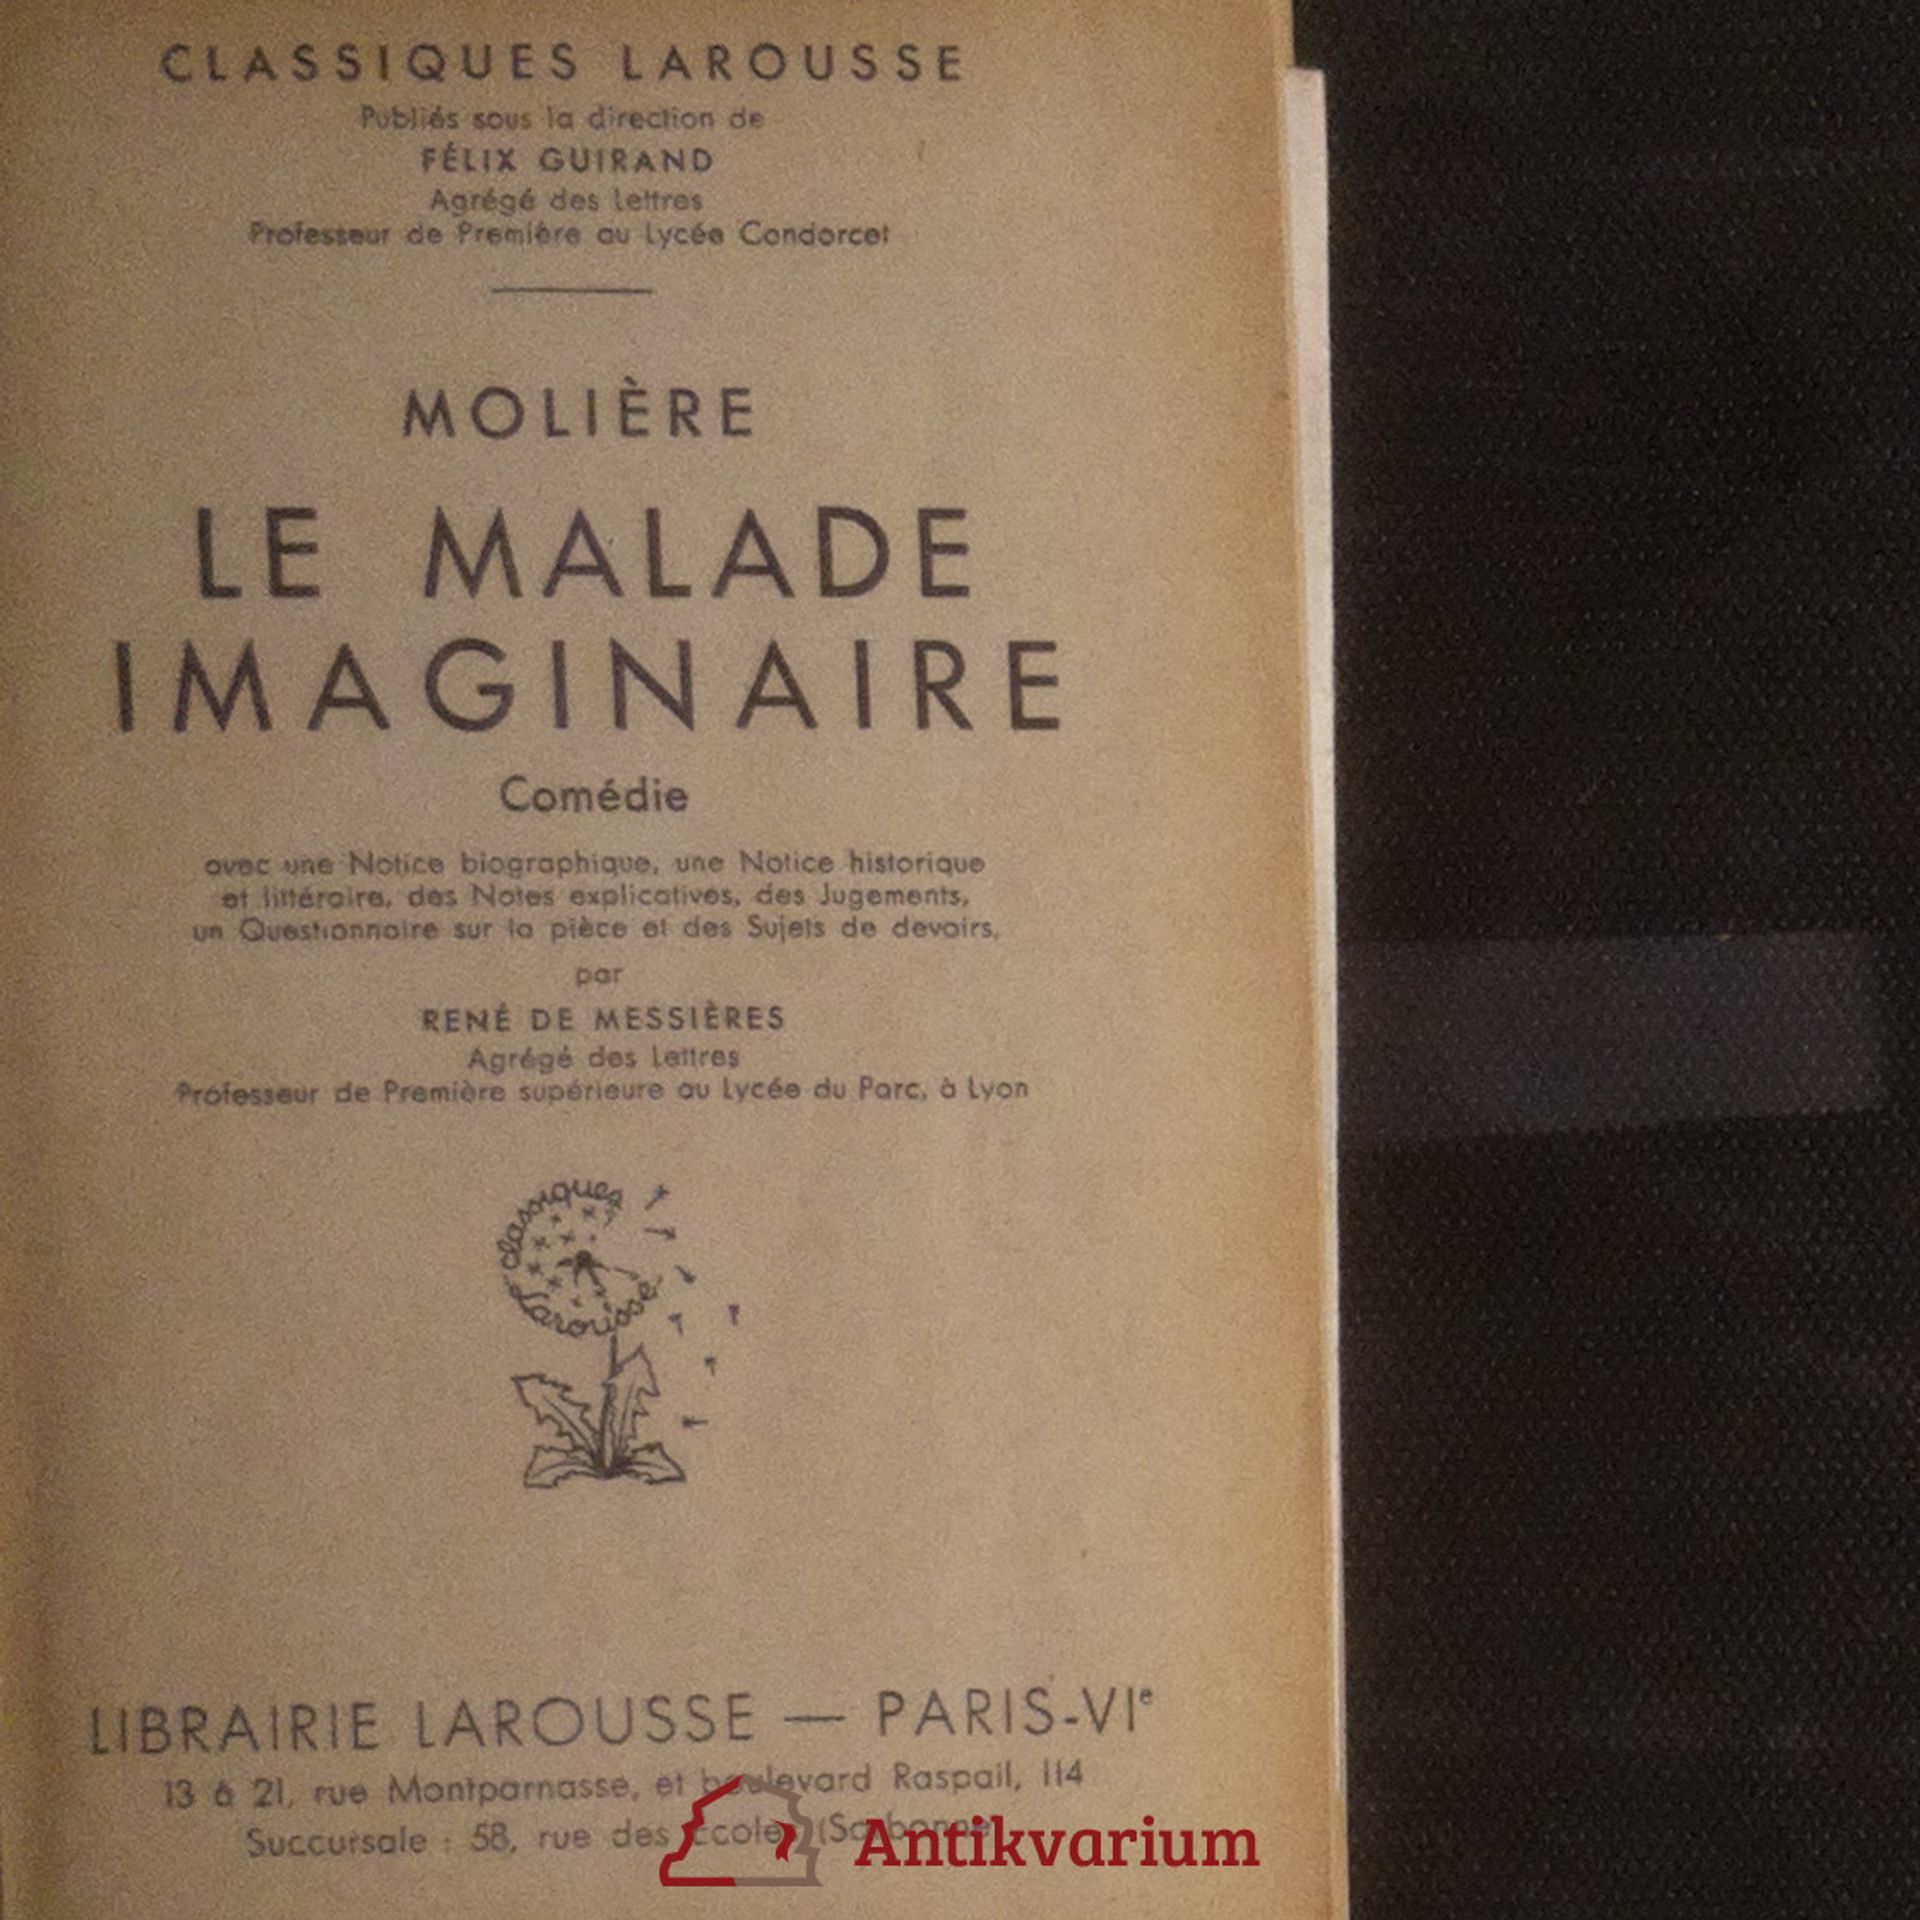 CLASSIQUES LAROUSSE
Publiés sous la direction de
FÉLIX GUIRAND
Agrégé des Lettres
Professeur de Première au Lycée Condorcet
MOLIÈRE
LE MALADE
IMAGINAIRE
Comédie
avec une Notice biographique, une Notice historique
et littéraire, des Notes explicatives, des Jugements,
un Questionnaire sur la pièce et des Sujets de devoirs,
par
RENÉ DE MESSIÈRES
Agrégé des Lettres
Professeur de Première supérieure au Lycée du Parc, à Lyon
classiques
Larousse
LIBRAIRIE LAROUSSE — PARIS-VIe
13 à 21, rue Montparnasse, et boulevard Raspail, 114
Succursale : 58, rue des Écoles (Sorbonne)
Antikvarium